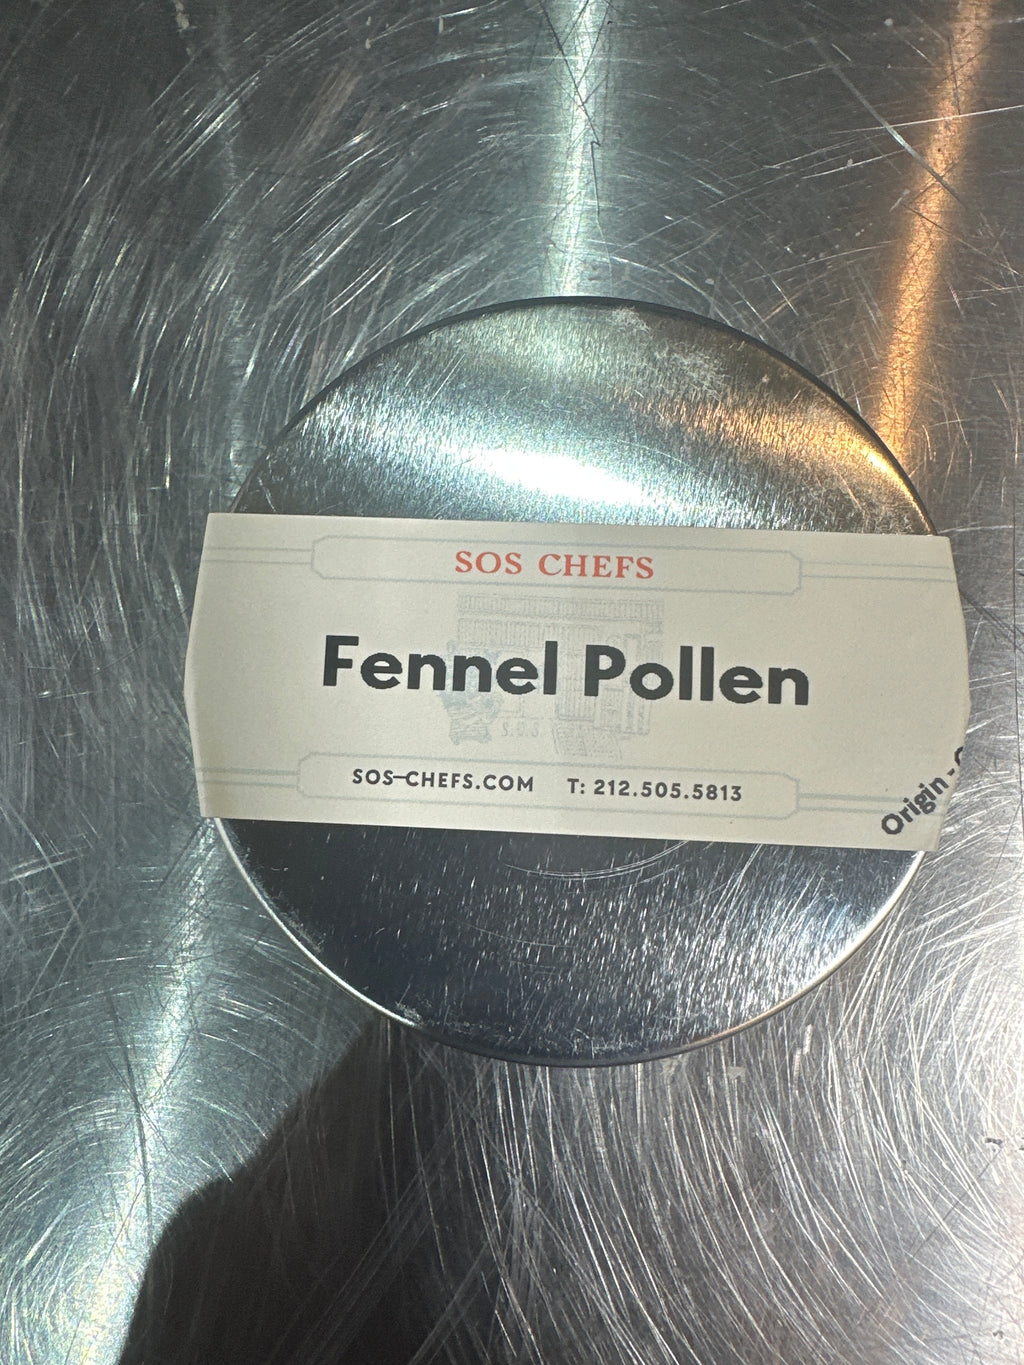 SOS CHEFS
Fennel Pollen
S.O.S
SOS-CHEFS.COM T: 212.505.5813
Origin -